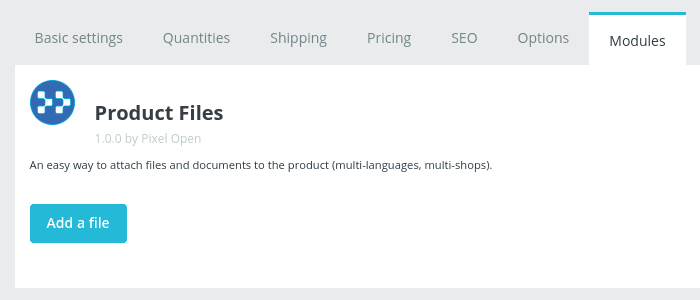 Basic settings Quantities Shipping Pricing SEO Options Modules
Product Files
1.0.0 by Pixel Open
An easy way to attach files and documents to the product (multi-languages, multi-shops).
Add a file